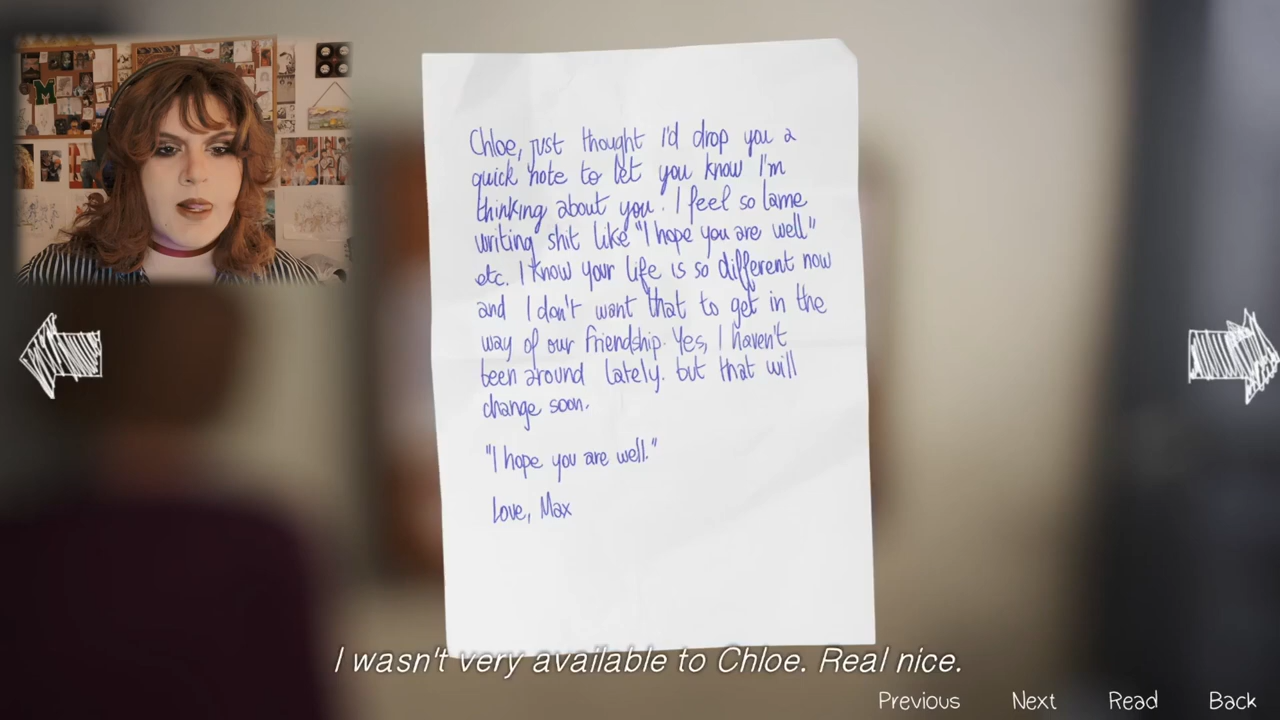 M
Chloe, just thought I'd drop you a
quick note to let you know I'm
thinking about you. I feel so lame
writing shit like "I hope you are well"
etc. I know your life is so different now
and I don't want that to get in the
way of our friendship. Yes, I haven't
been around lately. but that will
change soon.
"I hope you are well."
Love, Max
I wasn't very available to Chloe. Real nice.
Previous Next Read Back